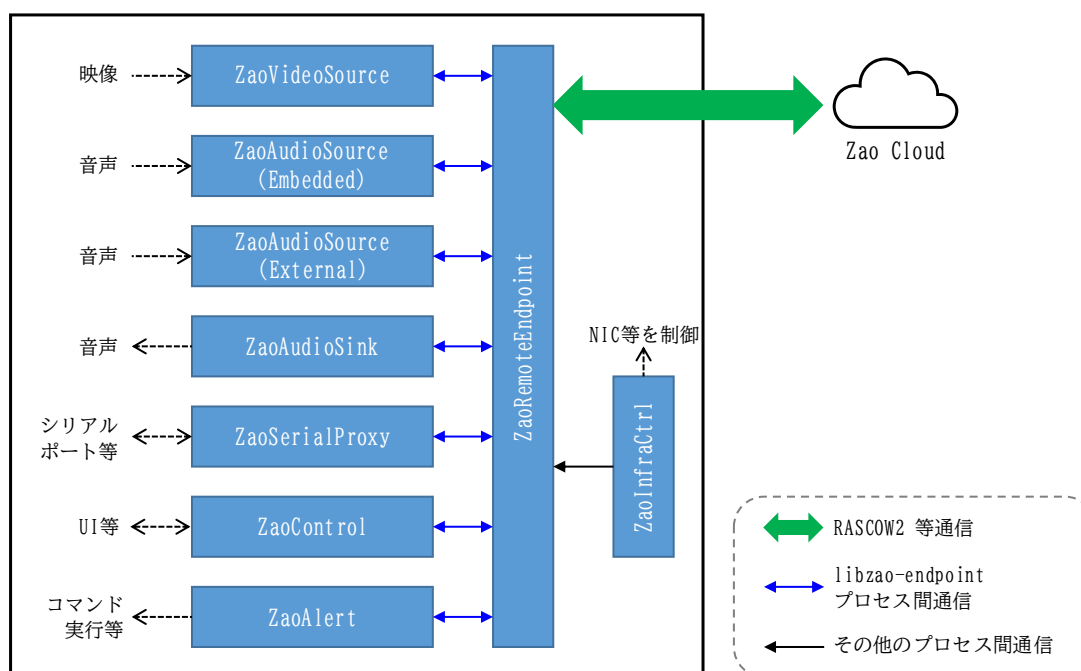 映像
ZaoVideoSource
音声
ZaoAudioSource
(Embedded)
音声
ZaoAudioSource
(External)
音声
ZaoAudioSink
シリアル
ポート等
ZaoSerialProxy
UI等
ZaoControl
コマンド
実行等
ZaoAlert
ZaoRemoteEndpoint
NIC等を制御
ZaoInfraCtrl
Zao Cloud
RASCOW2 等通信
libzao-endpoint
プロセス間通信
その他のプロセス間通信